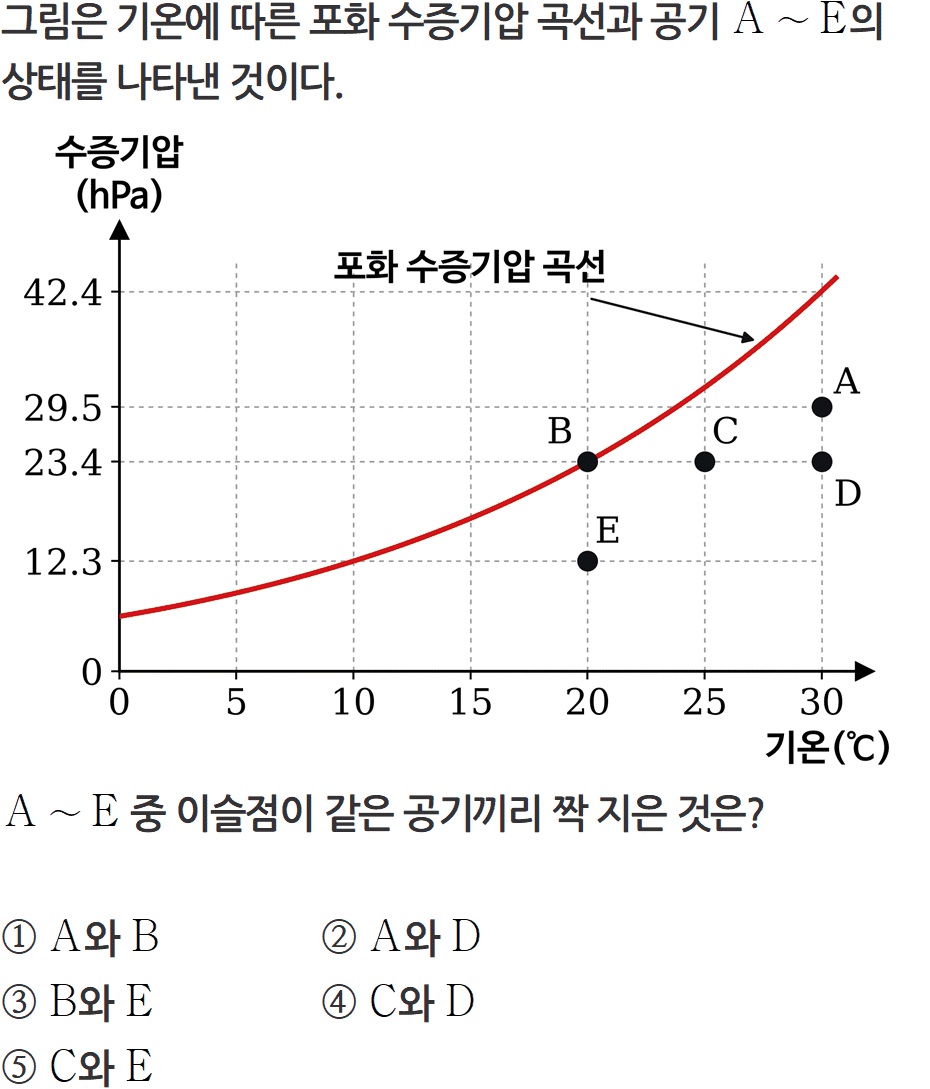 그림은 기온에 따른 포화 수증기압 곡선과 공기 A ~ E의
상태를 나타낸 것이다.
수증기압
(hPa)
포화 수증기압 곡선
42.4
29.5
23.4
12.3
0
A
B
C
D
E
0 5 10 15 20 25 30
기온(℃)
A ~ E 중 이슬점이 같은 공기끼리 짝 지은 것은?
① A와 B ② A와 D
③ B와 E ④ C와 D
⑤ C와 E